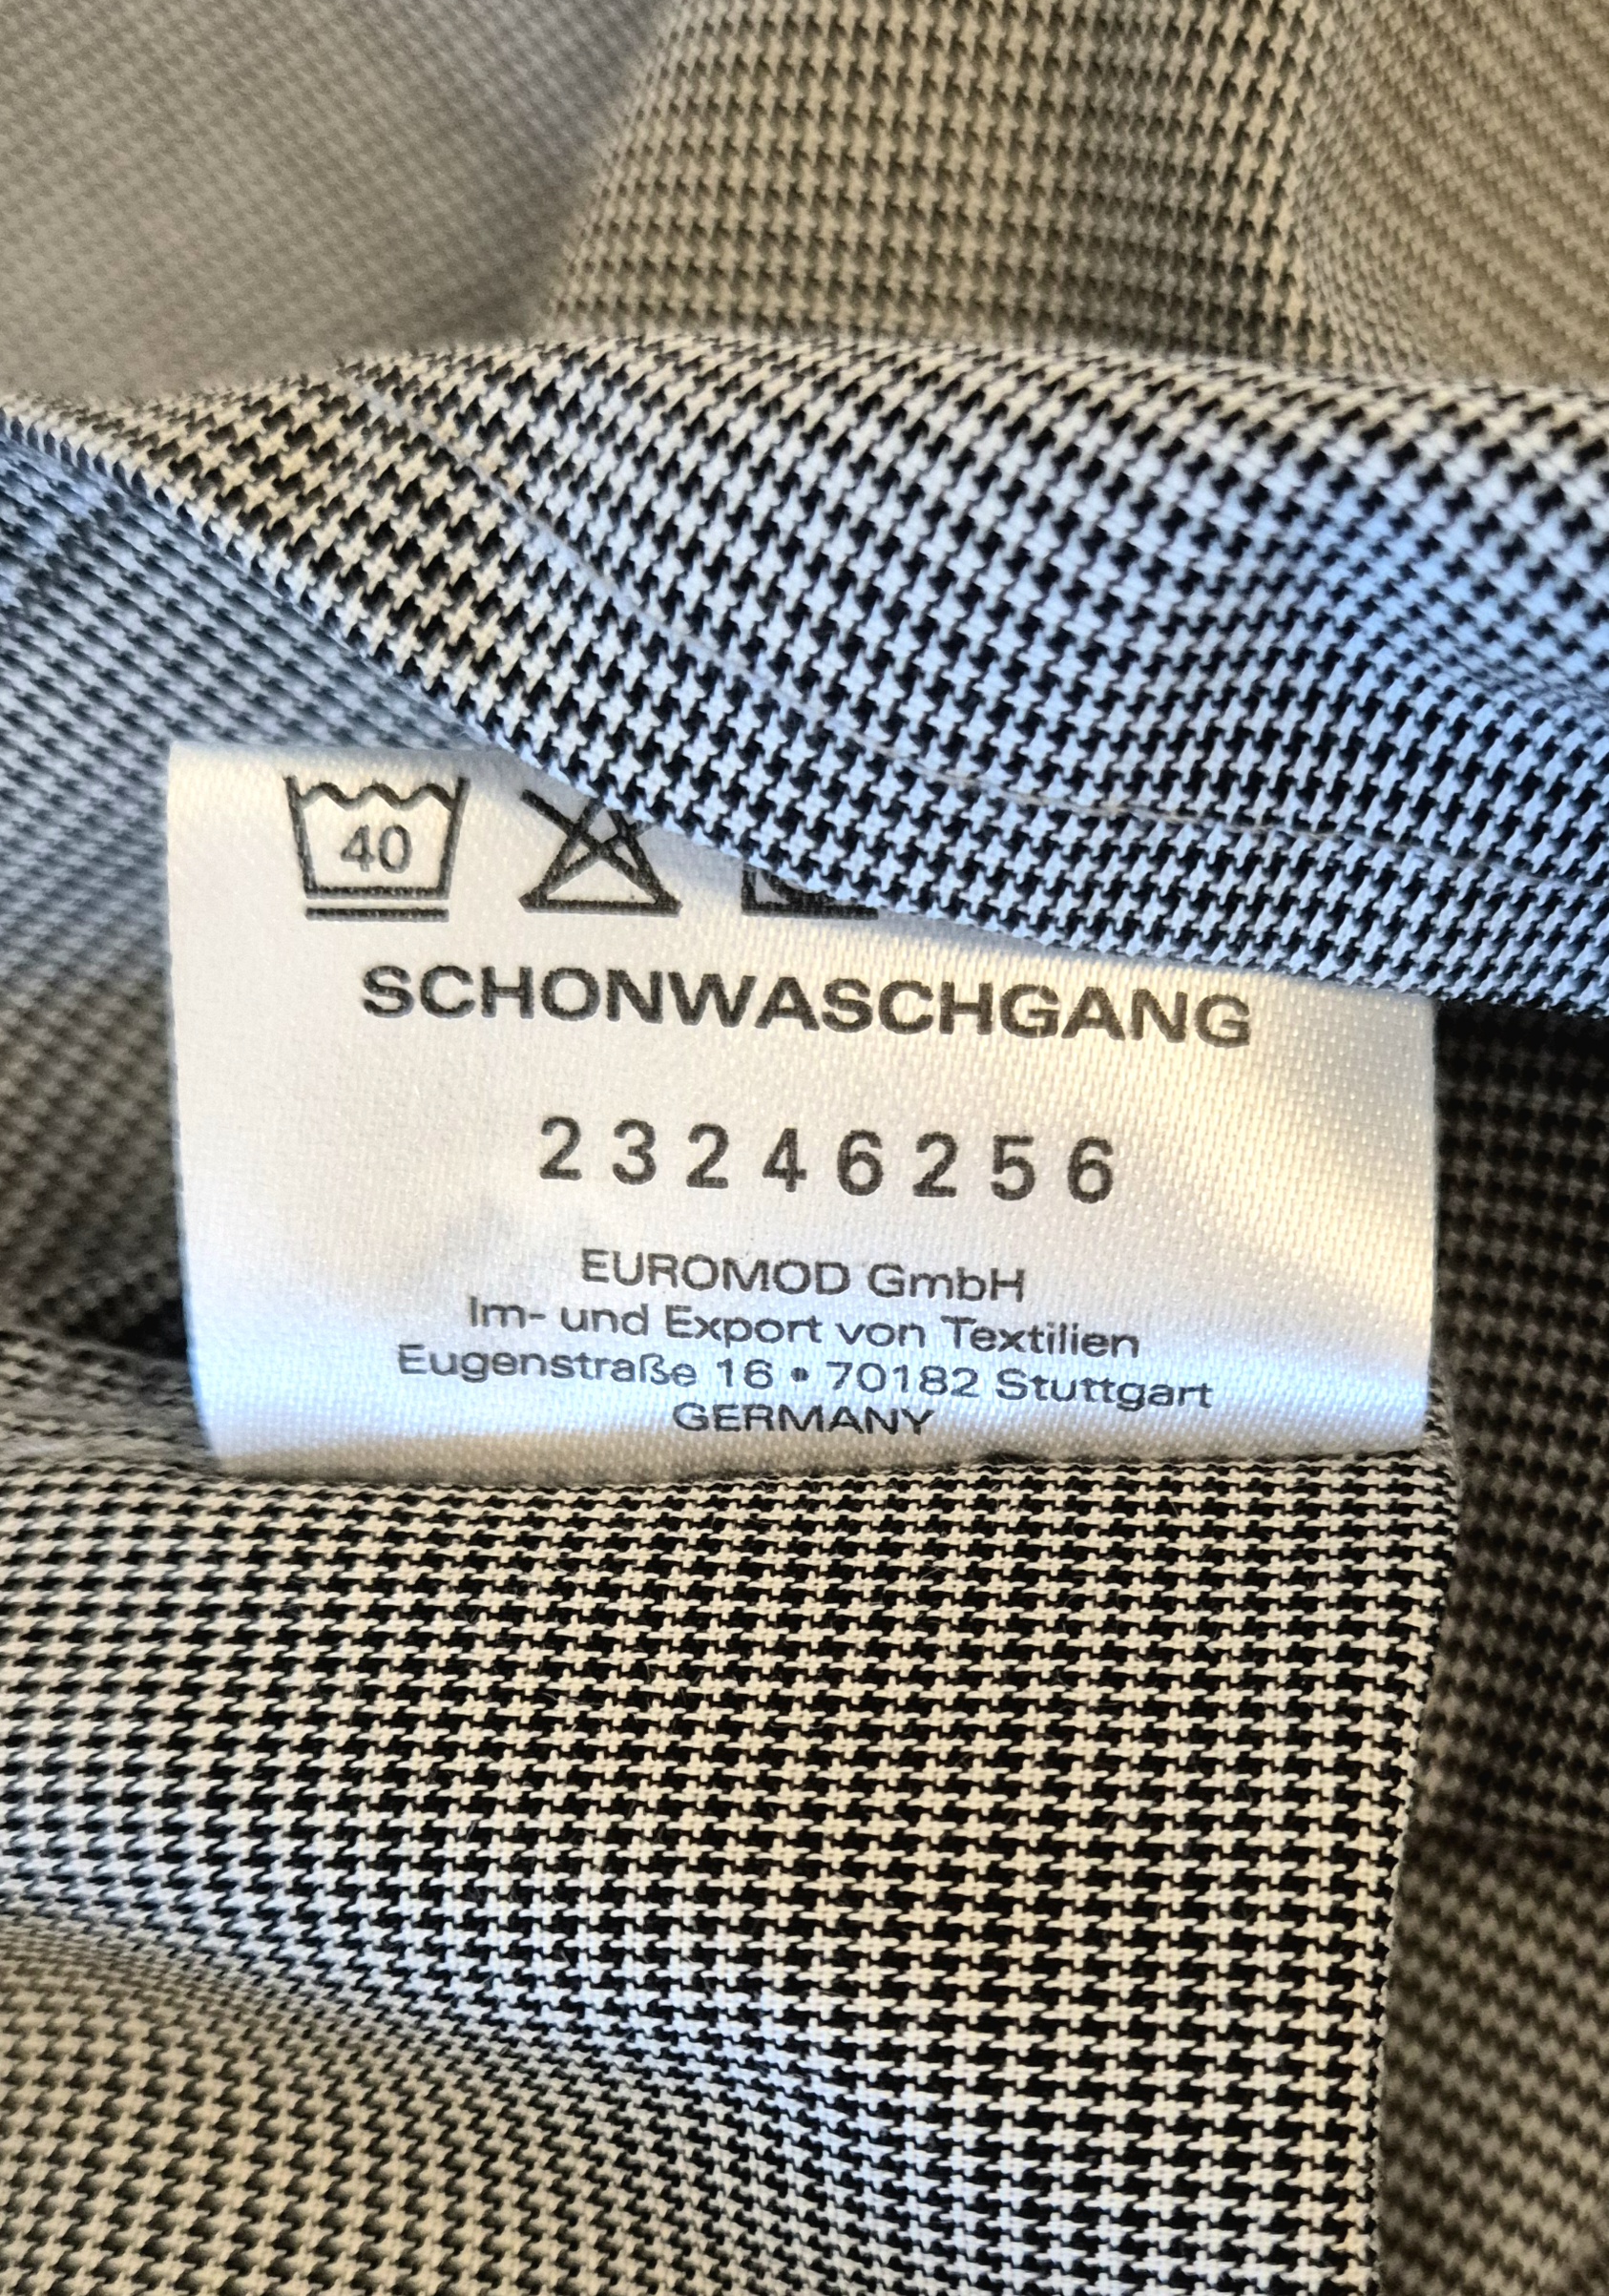 40
SCHONWASCHGANG
23246256
EUROMOD GmbH
Im- und Export von Textilien
Eugenstraße 16 • 70182 Stuttgart
GERMANY